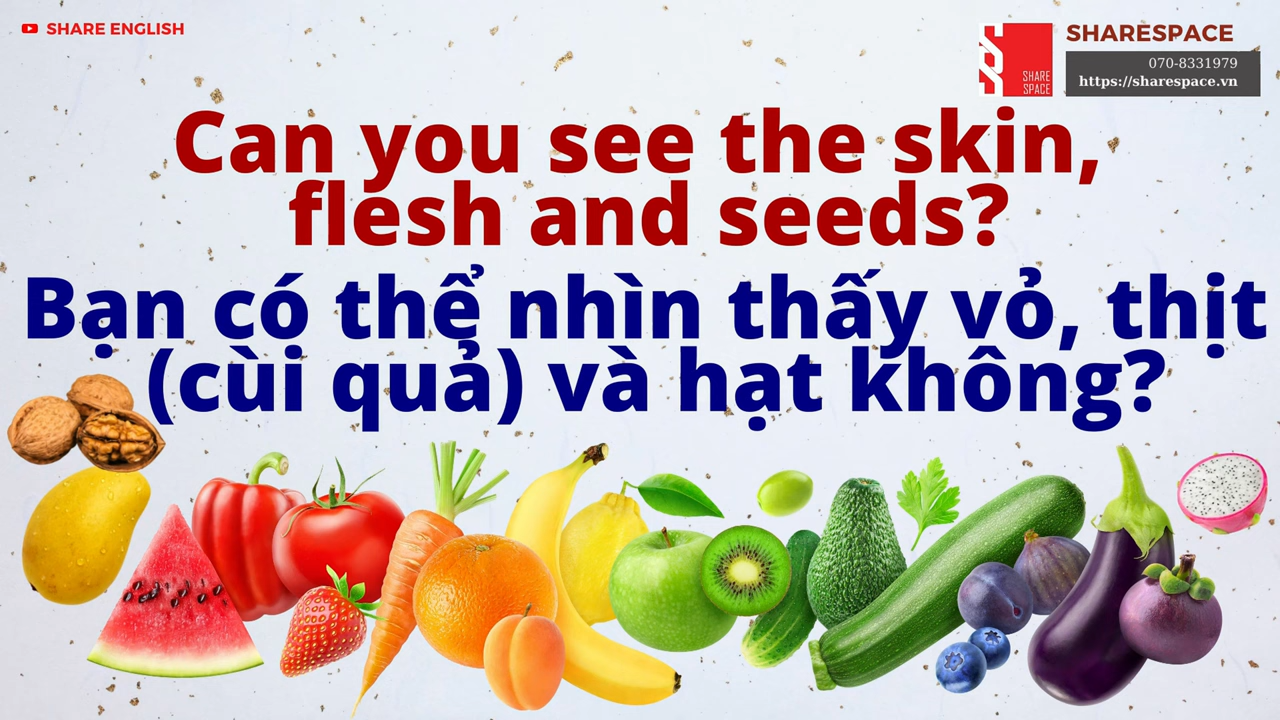 SHARE ENGLISH
SHARE
SPACE
SHARESPACE
070-8331979
https://sharespace.vn
Can you see the skin,
flesh and seeds?
Bạn có thể nhìn thấy vỏ, thịt
(cùi quả) và hạt không?